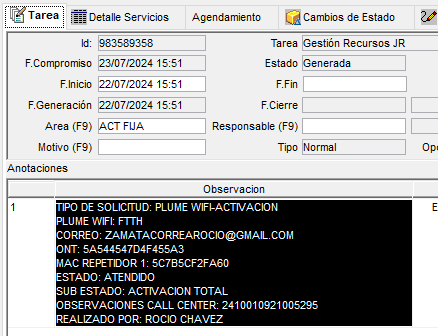 Tarea Detalle Servicios Agendamiento Cambios de Estado
Id: 983589358 Tarea Gestión Recursos JR
F.Compromiso 23/07/2024 15:51 Estado Generada
F.Inicio 22/07/2024 15:51 F.Fin
F.Generación 22/07/2024 15:51 F.Cierre
Area (F9) ACT FIJA Responsable (F9)
Motivo (F9) Tipo Normal Opo
Anotaciones
Observacion
1 TIPO DE SOLICITUD: PLUME WIFI-ACTIVACION E
PLUME WIFI: FTTH
CORREO: ZAMATACORREAROCIO@GMAIL.COM
ONT: 5A544547D4F455A3
MAC REPETIDOR 1: 5C7B5CF2FA60
ESTADO: ATENDIDO
SUB ESTADO: ACTIVACION TOTAL
OBSERVACIONES CALL CENTER: 2410010921005295
REALIZADO POR: ROCIO CHAVEZ